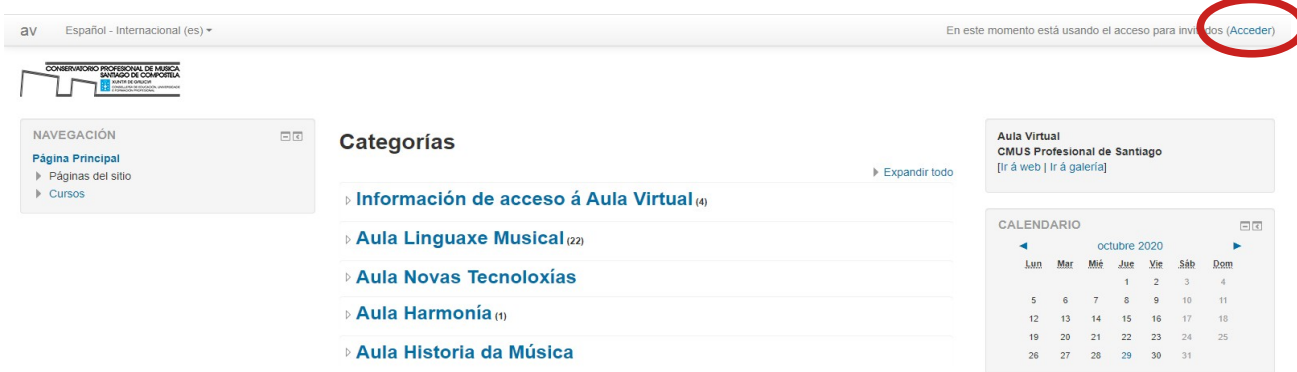 av Español - Internacional (es)
En este momento está usando el acceso para invitados (Acceder)
CONSERVATORIO PROFESIONAL DE MÚSICA
SANTIAGO DE COMPOSTELA
XUNTA DE GALICIA
NAVEGACIÓN
Página Principal
Páginas del sitio
Cursos
Categorías
Expandir todo
Información de acceso á Aula Virtual (4)
Aula Linguaxe Musical (22)
Aula Novas Tecnoloxías
Aula Harmonía (1)
Aula Historia da Música
Aula Virtual
CMUS Profesional de Santiago
[Ir á web | Ir á galería]
CALENDARIO
octubre 2020
Lun Mar Mié Jue Vie Sáb Dom
1 2 3 4
5 6 7 8 9 10 11
12 13 14 15 16 17 18
19 20 21 22 23 24 25
26 27 28 29 30 31